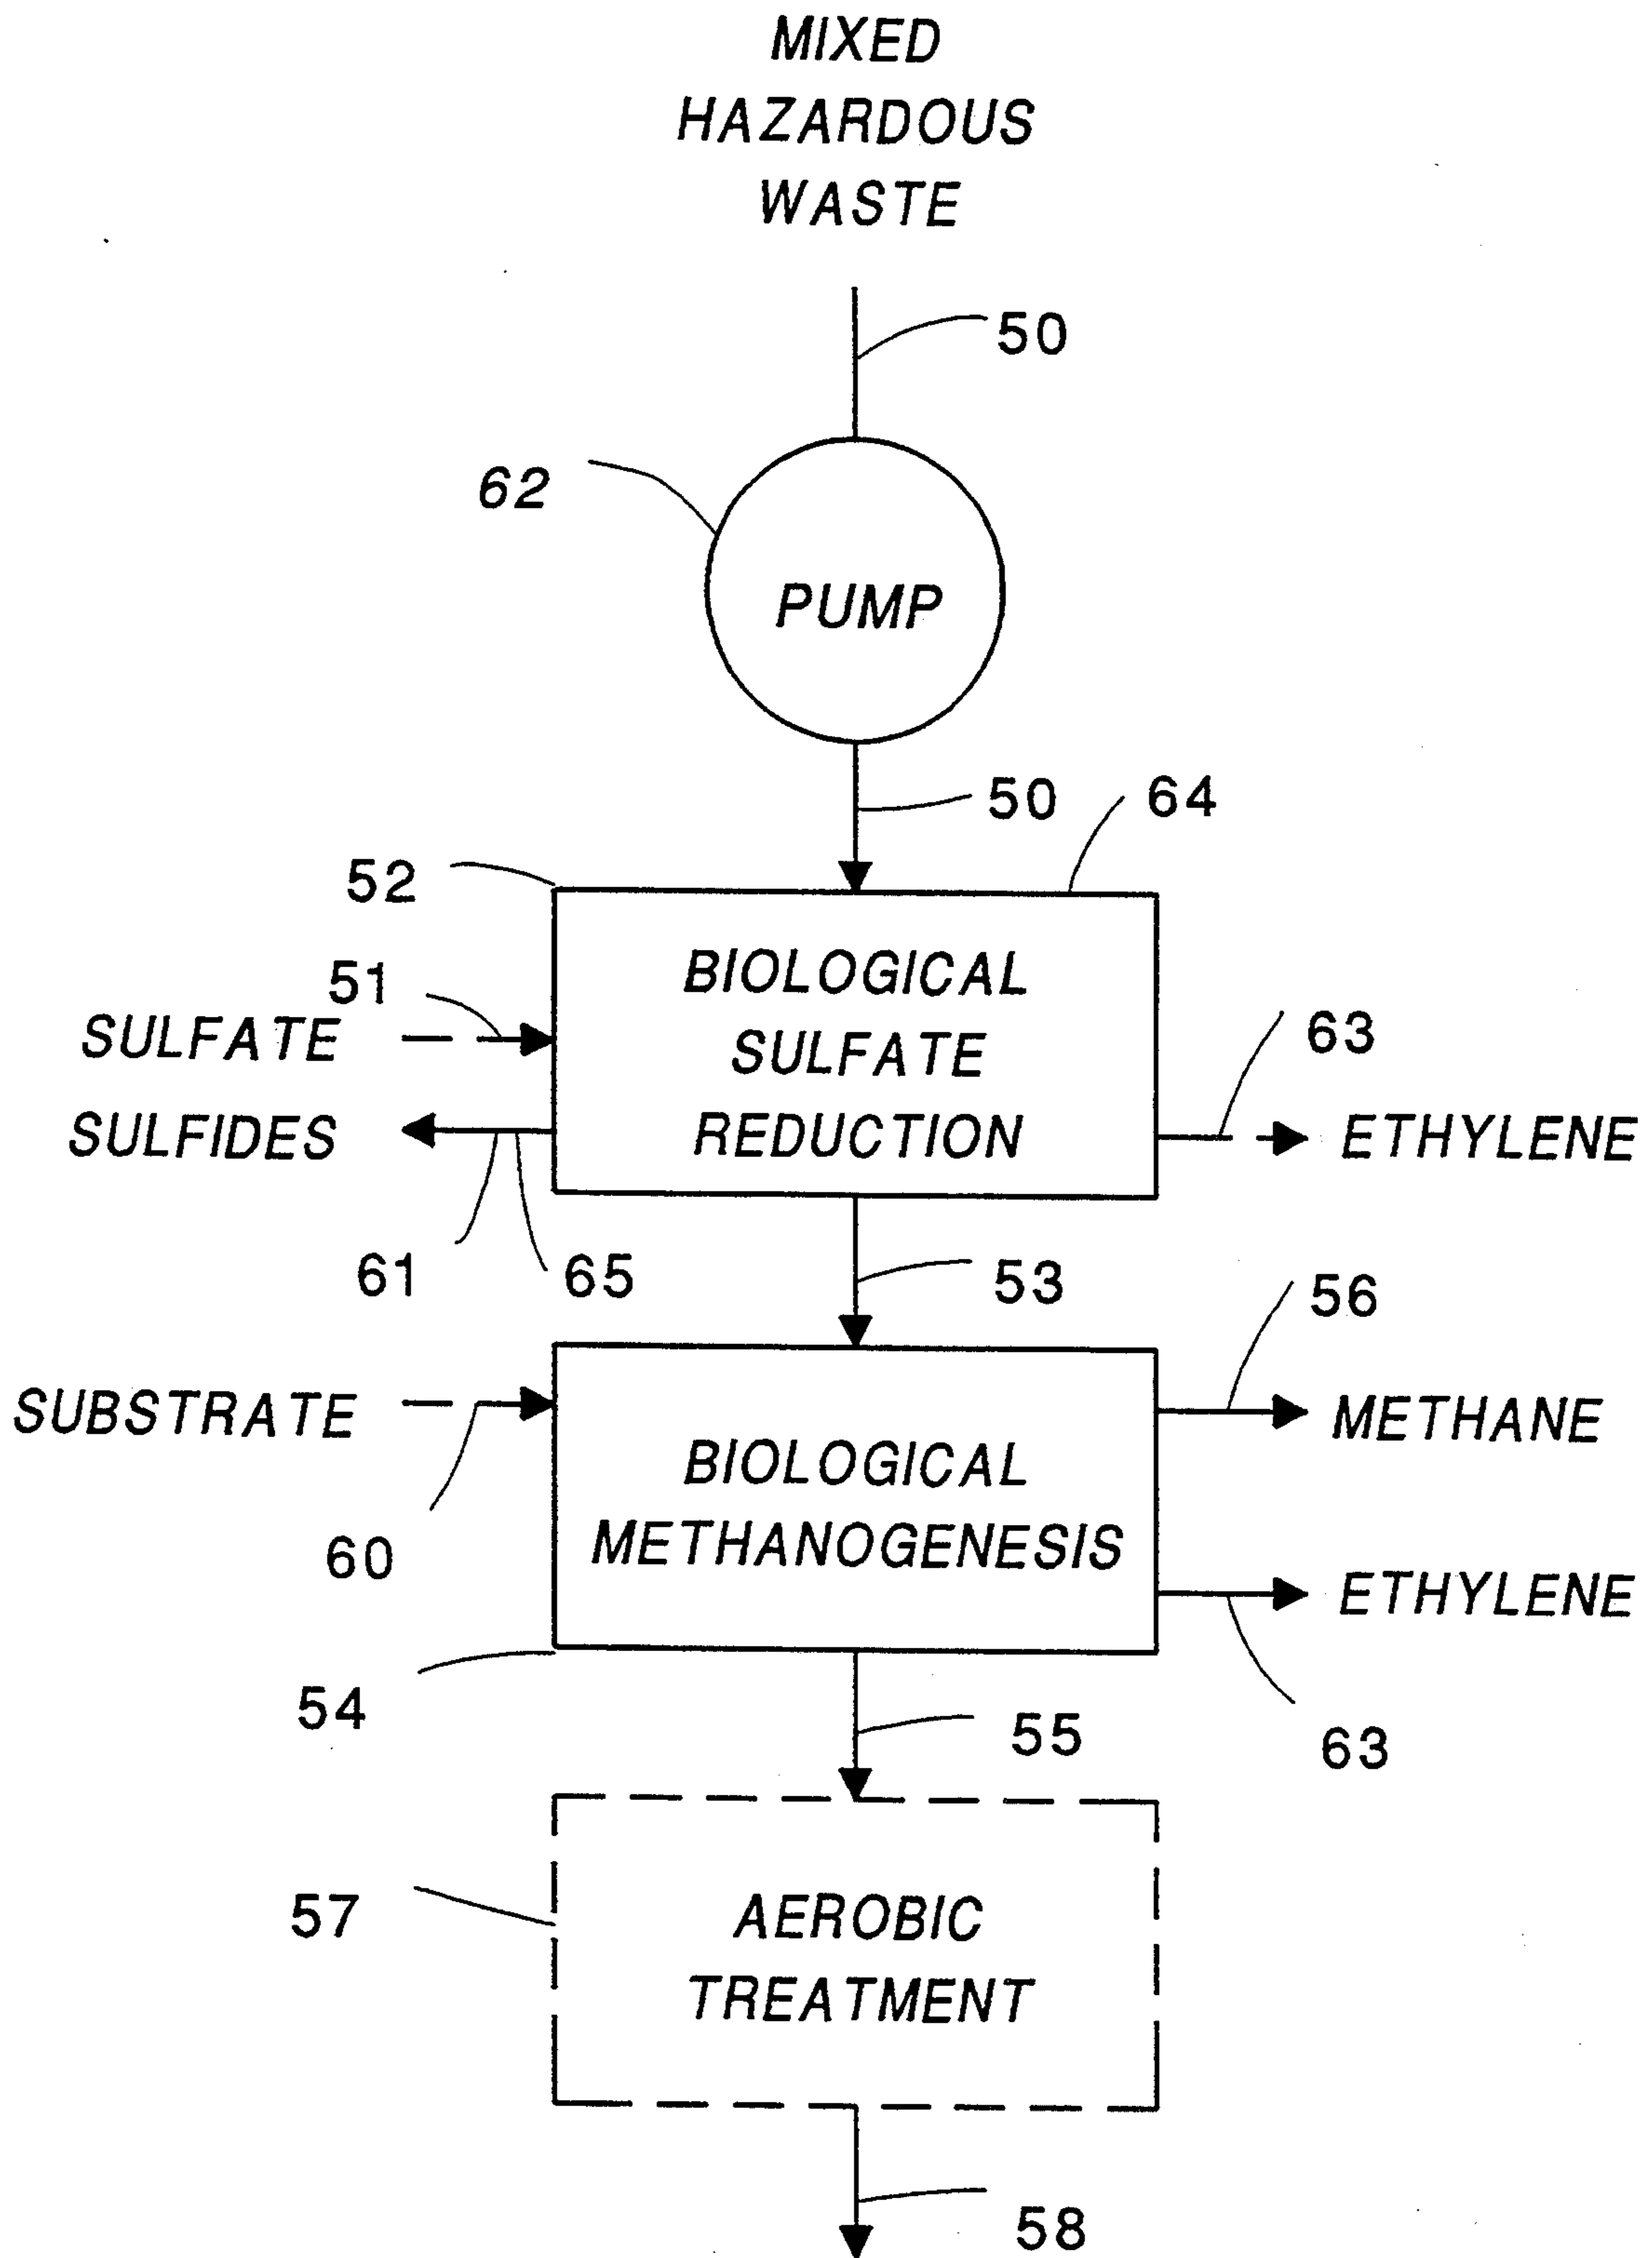 MIXED
HAZARDOUS
WASTE
50
62
PUMP
50
64
52
BIOLOGICAL
SULFATE
REDUCTION
51
SULFATE
SULFIDES
63
ETHYLENE
61
65
53
56
SUBSTRATE
METHANE
BIOLOGICAL
METHANOGENESIS
60
ETHYLENE
54
55
63
57
AEROBIC
TREATMENT
58